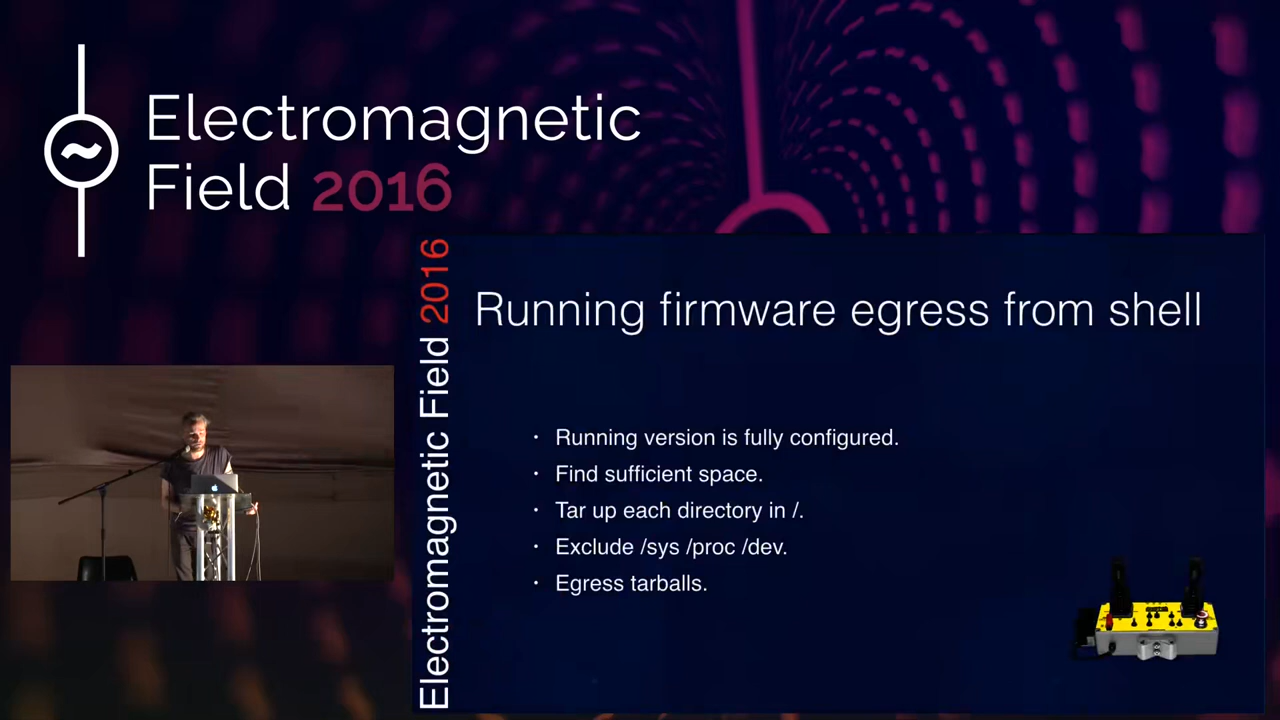 Electromagnetic
Field 2016
Electromagnetic Field 2016
Running firmware egress from shell
· Running version is fully configured.
· Find sufficient space.
· Tar up each directory in /.
· Exclude /sys /proc /dev.
· Egress tarballs.